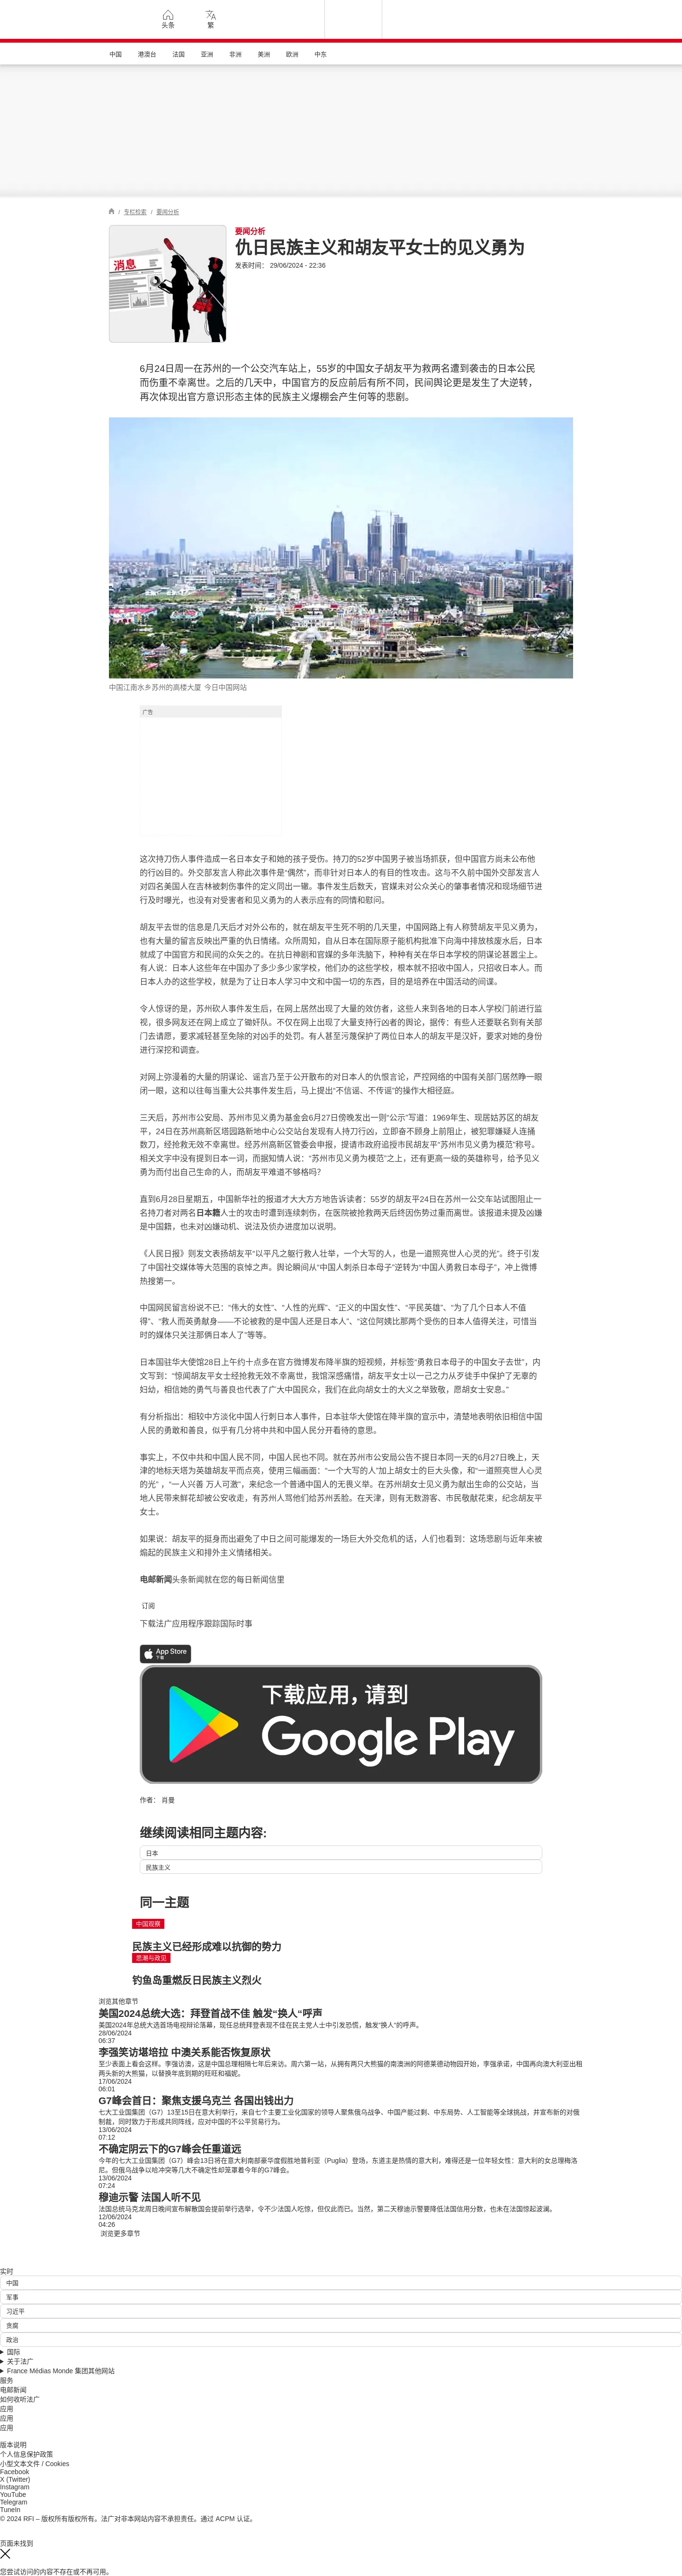 头条
繁
中国
港澳台
法国
亚洲
非洲
美洲
欧洲
中东
/ 专栏检索 / 要闻分析
消息
要闻分析
仇日民族主义和胡友平女士的见义勇为
发表时间： 29/06/2024 - 22:36
6月24日周一在苏州的一个公交汽车站上，55岁的中国女子胡友平为救两名遭到袭击的日本公民
而伤重不幸离世。之后的几天中，中国官方的反应前后有所不同，民间舆论更是发生了大逆转，
再次体现出官方意识形态主体的民族主义爆棚会产生何等的悲剧。
中国江南水乡苏州的高楼大厦 今日中国网站
广告
这次持刀伤人事件造成一名日本女子和她的孩子受伤。持刀的52岁中国男子被当场抓获，但中国官方尚未公布他
的行凶目的。外交部发言人称此次事件是“偶然”，而非针对日本人的有目的性攻击。这与不久前中国外交部发言人
对四名美国人在吉林被刺伤事件的定义同出一辙。事件发生后数天，官媒未对公众关心的肇事者情况和现场细节进
行及时曝光，也没有对受害者和见义勇为的人表示应有的同情和慰问。
胡友平去世的信息是几天后才对外公布的，就在胡友平生死不明的几天里，中国网路上有人称赞胡友平见义勇为，
也有大量的留言反映出严重的仇日情绪。众所周知，自从日本在国际原子能机构批准下向海中排放核废水后，日本
就成了中国官方和民间的众矢之的。在抗日神剧和官媒的多年洗脑下，种种有关在华日本学校的阴谋论甚嚣尘上。
有人说：日本人这些年在中国办了多少多少家学校，他们办的这些学校，根本就不招收中国人，只招收日本人。而
日本人办的这些学校，就是为了让日本人学习中文和中国一切的东西，目的是培养在中国活动的间谍。
令人惊讶的是，苏州砍人事件发生后，在网上居然出现了大量的效仿者，这些人来到各地的日本人学校门前进行监
视，很多网友还在网上成立了锄奸队。不仅在网上出现了大量支持行凶者的舆论，据传：有些人还要联名到有关部
门去请愿，要求减轻甚至免除的对凶手的处罚。有人甚至污蔑保护了两位日本人的胡友平是汉奸，要求对她的身份
进行深挖和调查。
对网上弥漫着的大量的阴谋论、谣言乃至于公开散布的对日本人的仇恨言论，严控网络的中国有关部门居然睁一眼
闭一眼，这和以往每当重大公共事件发生后，马上提出“不信谣、不传谣”的操作大相径庭。
三天后，苏州市公安局、苏州市见义勇为基金会6月27日傍晚发出一则“公示”写道：1969年生、现居姑苏区的胡友
平，24日在苏州高新区塔园路新地中心公交站台发现有人持刀行凶，立即奋不顾身上前阻止，被犯罪嫌疑人连捅
数刀，经抢救无效不幸离世。经苏州高新区管委会申报，提请市政府追授市民胡友平“苏州市见义勇为模范”称号。
相关文字中没有提到日本一词，而据知情人说：“苏州市见义勇为模范”之上，还有更高一级的英雄称号，给予见义
勇为而付出自己生命的人，而胡友平难道不够格吗？
直到6月28日星期五，中国新华社的报道才大大方方地告诉读者：55岁的胡友平24日在苏州一公交车站试图阻止一
名持刀者对两名日本籍人士的攻击时遭到连续刺伤，在医院被抢救两天后终因伤势过重而离世。该报道未提及凶嫌
是中国籍，也未对凶嫌动机、说法及侦办进度加以说明。
《人民日报》则发文表扬胡友平“以平凡之躯行救人壮举，一个大写的人，也是一道照亮世人心灵的光”。终于引发
了中国社交媒体等大范围的哀悼之声。舆论瞬间从“中国人刺杀日本母子”逆转为“中国人勇救日本母子”，冲上微博
热搜第一。
中国网民留言纷说不已：“伟大的女性”、“人性的光辉”、“正义的中国女性”、“平民英雄”、“为了几个日本人不值
得”、“救人而英勇献身——不论被救的是中国人还是日本人”、“这位阿姨比那两个受伤的日本人值得关注，可惜当
时的媒体只关注那俩日本人了”等等。
日本国驻华大使馆28日上午约十点多在官方微博发布降半旗的短视频，并标签“勇救日本母子的中国女子去世”，内
文写到：“惊闻胡友平女士经抢救无效不幸离世，我馆深感痛惜，胡友平女士以一己之力从歹徒手中保护了无辜的
妇幼，相信她的勇气与善良也代表了广大中国民众，我们在此向胡女士的大义之举致敬，愿胡女士安息。”
有分析指出：相较中方淡化中国人行刺日本人事件，日本驻华大使馆在降半旗的宣示中，清楚地表明依旧相信中国
人民的勇敢和善良，似乎有几分将中共和中国人民分开看待的意思。
事实上，不仅中共和中国人民不同，中国人民也不同。就在苏州市公安局公告不提日本同一天的6月27日晚上，天
津的地标天塔为英雄胡友平而点亮，使用三幅画面：“一个大写的人”加上胡女士的巨大头像，和“一道照亮世人心灵
的光” ，“一人兴善 万人可激”，来纪念一个普通中国人的无畏义举。在苏州胡女士见义勇为献出生命的公交站，当
地人民带来鲜花却被公安收走，有苏州人骂他们给苏州丢脸。在天津，则有无数游客、市民敬献花束，纪念胡友平
女士。
如果说：胡友平的挺身而出避免了中日之间可能爆发的一场巨大外交危机的话，人们也看到：这场悲剧与近年来被
煽起的民族主义和排外主义情绪相关。
电邮新闻头条新闻就在您的每日新闻信里
订阅
下载法广应用程序跟踪国际时事
App Store
下载
下载应用，请到
Google Play
作者： 肖曼
继续阅读相同主题内容:
日本
民族主义
同一主题
中国观察
民族主义已经形成难以抗御的势力
思潮与政见
钓鱼岛重燃反日民族主义烈火
浏览其他章节
美国2024总统大选：拜登首战不佳 触发“换人“呼声
美国2024年总统大选首场电视辩论落幕，现任总统拜登表现不佳在民主党人士中引发恐慌，触发”换人“的呼声。
28/06/2024
06:37
李强笑访堪培拉 中澳关系能否恢复原状
至少表面上看会这样。李强访澳，这是中国总理相隔七年后来访。周六第一站，从拥有两只大熊猫的南澳洲的阿德莱德动物园开始，李强承诺，中国再向澳大利亚出租
两头新的大熊猫，以替换年底到期的旺旺和福妮。
17/06/2024
06:01
G7峰会首日：聚焦支援乌克兰 各国出钱出力
七大工业国集团（G7）13至15日在意大利举行，来自七个主要工业化国家的领导人聚焦俄乌战争、中国产能过剩、中东局势、人工智能等全球挑战，并宣布新的对俄
制裁，同时致力于形成共同阵线，应对中国的不公平贸易行为。
13/06/2024
07:12
不确定阴云下的G7峰会任重道远
今年的七大工业国集团（G7）峰会13日将在意大利南部豪华度假胜地普利亚（Puglia）登场，东道主是热情的意大利，难得还是一位年轻女性：意大利的女总理梅洛
尼。但俄乌战争以哈冲突等几大不确定性却笼罩着今年的G7峰会。
13/06/2024
07:24
穆迪示警 法国人听不见
法国总统马克龙周日晚间宣布解散国会提前举行选举，令不少法国人吃惊，但仅此而已。当然，第二天穆迪示警要降低法国信用分数，也未在法国惊起波澜。
12/06/2024
04:26
浏览更多章节
实时
中国
军事
习近平
贪腐
政治
国际
关于法广
France Médias Monde 集团其他网站
服务
电邮新闻
如何收听法广
应用
应用
应用
版本说明
个人信息保护政策
小型文本文件 / Cookies
Facebook
X (Twitter)
Instagram
YouTube
Telegram
TuneIn
© 2024 RFI – 版权所有版权所有。法广对非本网站内容不承担责任。通过 ACPM 认证。
页面未找到
您尝试访问的内容不存在或不再可用。